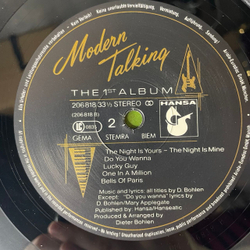 Modern
Talking
THE 1ST ALBUM
206 818 33⅓ STEREO
(206 818 B)
GEMA
2
STEMRA
BIEM
HANSA
The Night Is Yours - The Night Is Mine
Do You Wanna
Lucky Guy
One In A Million
Bells Of Paris
Music and lyrics: all titles by D. Bohlen
Except: "Do you wanna" lyrics by
D. Bohlen/Mary Applegate
Published by: Hansa/Hanseatic
Produced & Arranged by
Dieter Bohlen